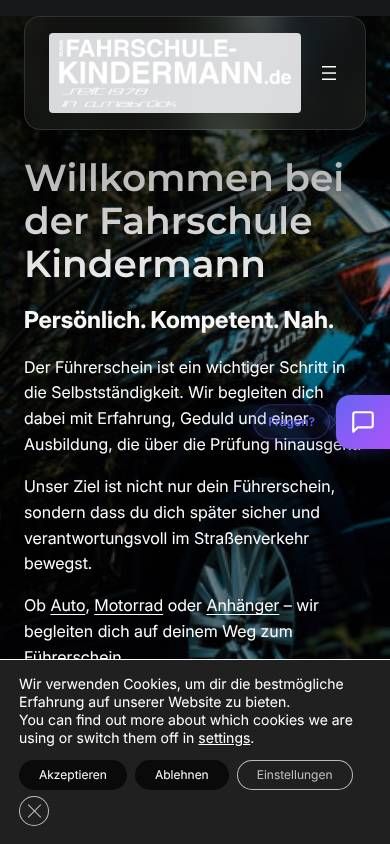 FAHRSCHULE-
KINDERMANN.de
seit 1978
in osnabrück
Willkommen bei
der Fahrschule
Kindermann
Persönlich. Kompetent. Nah.
Der Führerschein ist ein wichtiger Schritt in
die Selbstständigkeit. Wir begleiten dich
dabei mit Erfahrung, Geduld und einer
Ausbildung, die über die Prüfung hinausgeht.
Fragen?
Unser Ziel ist nicht nur dein Führerschein,
sondern dass du dich später sicher und
verantwortungsvoll im Straßenverkehr
bewegst.
Ob Auto, Motorrad oder Anhänger – wir
begleiten dich auf deinem Weg zum
Führerschein
Wir verwenden Cookies, um dir die bestmögliche
Erfahrung auf unserer Website zu bieten.
You can find out more about which cookies we are
using or switch them off in settings.
Akzeptieren
Ablehnen
Einstellungen